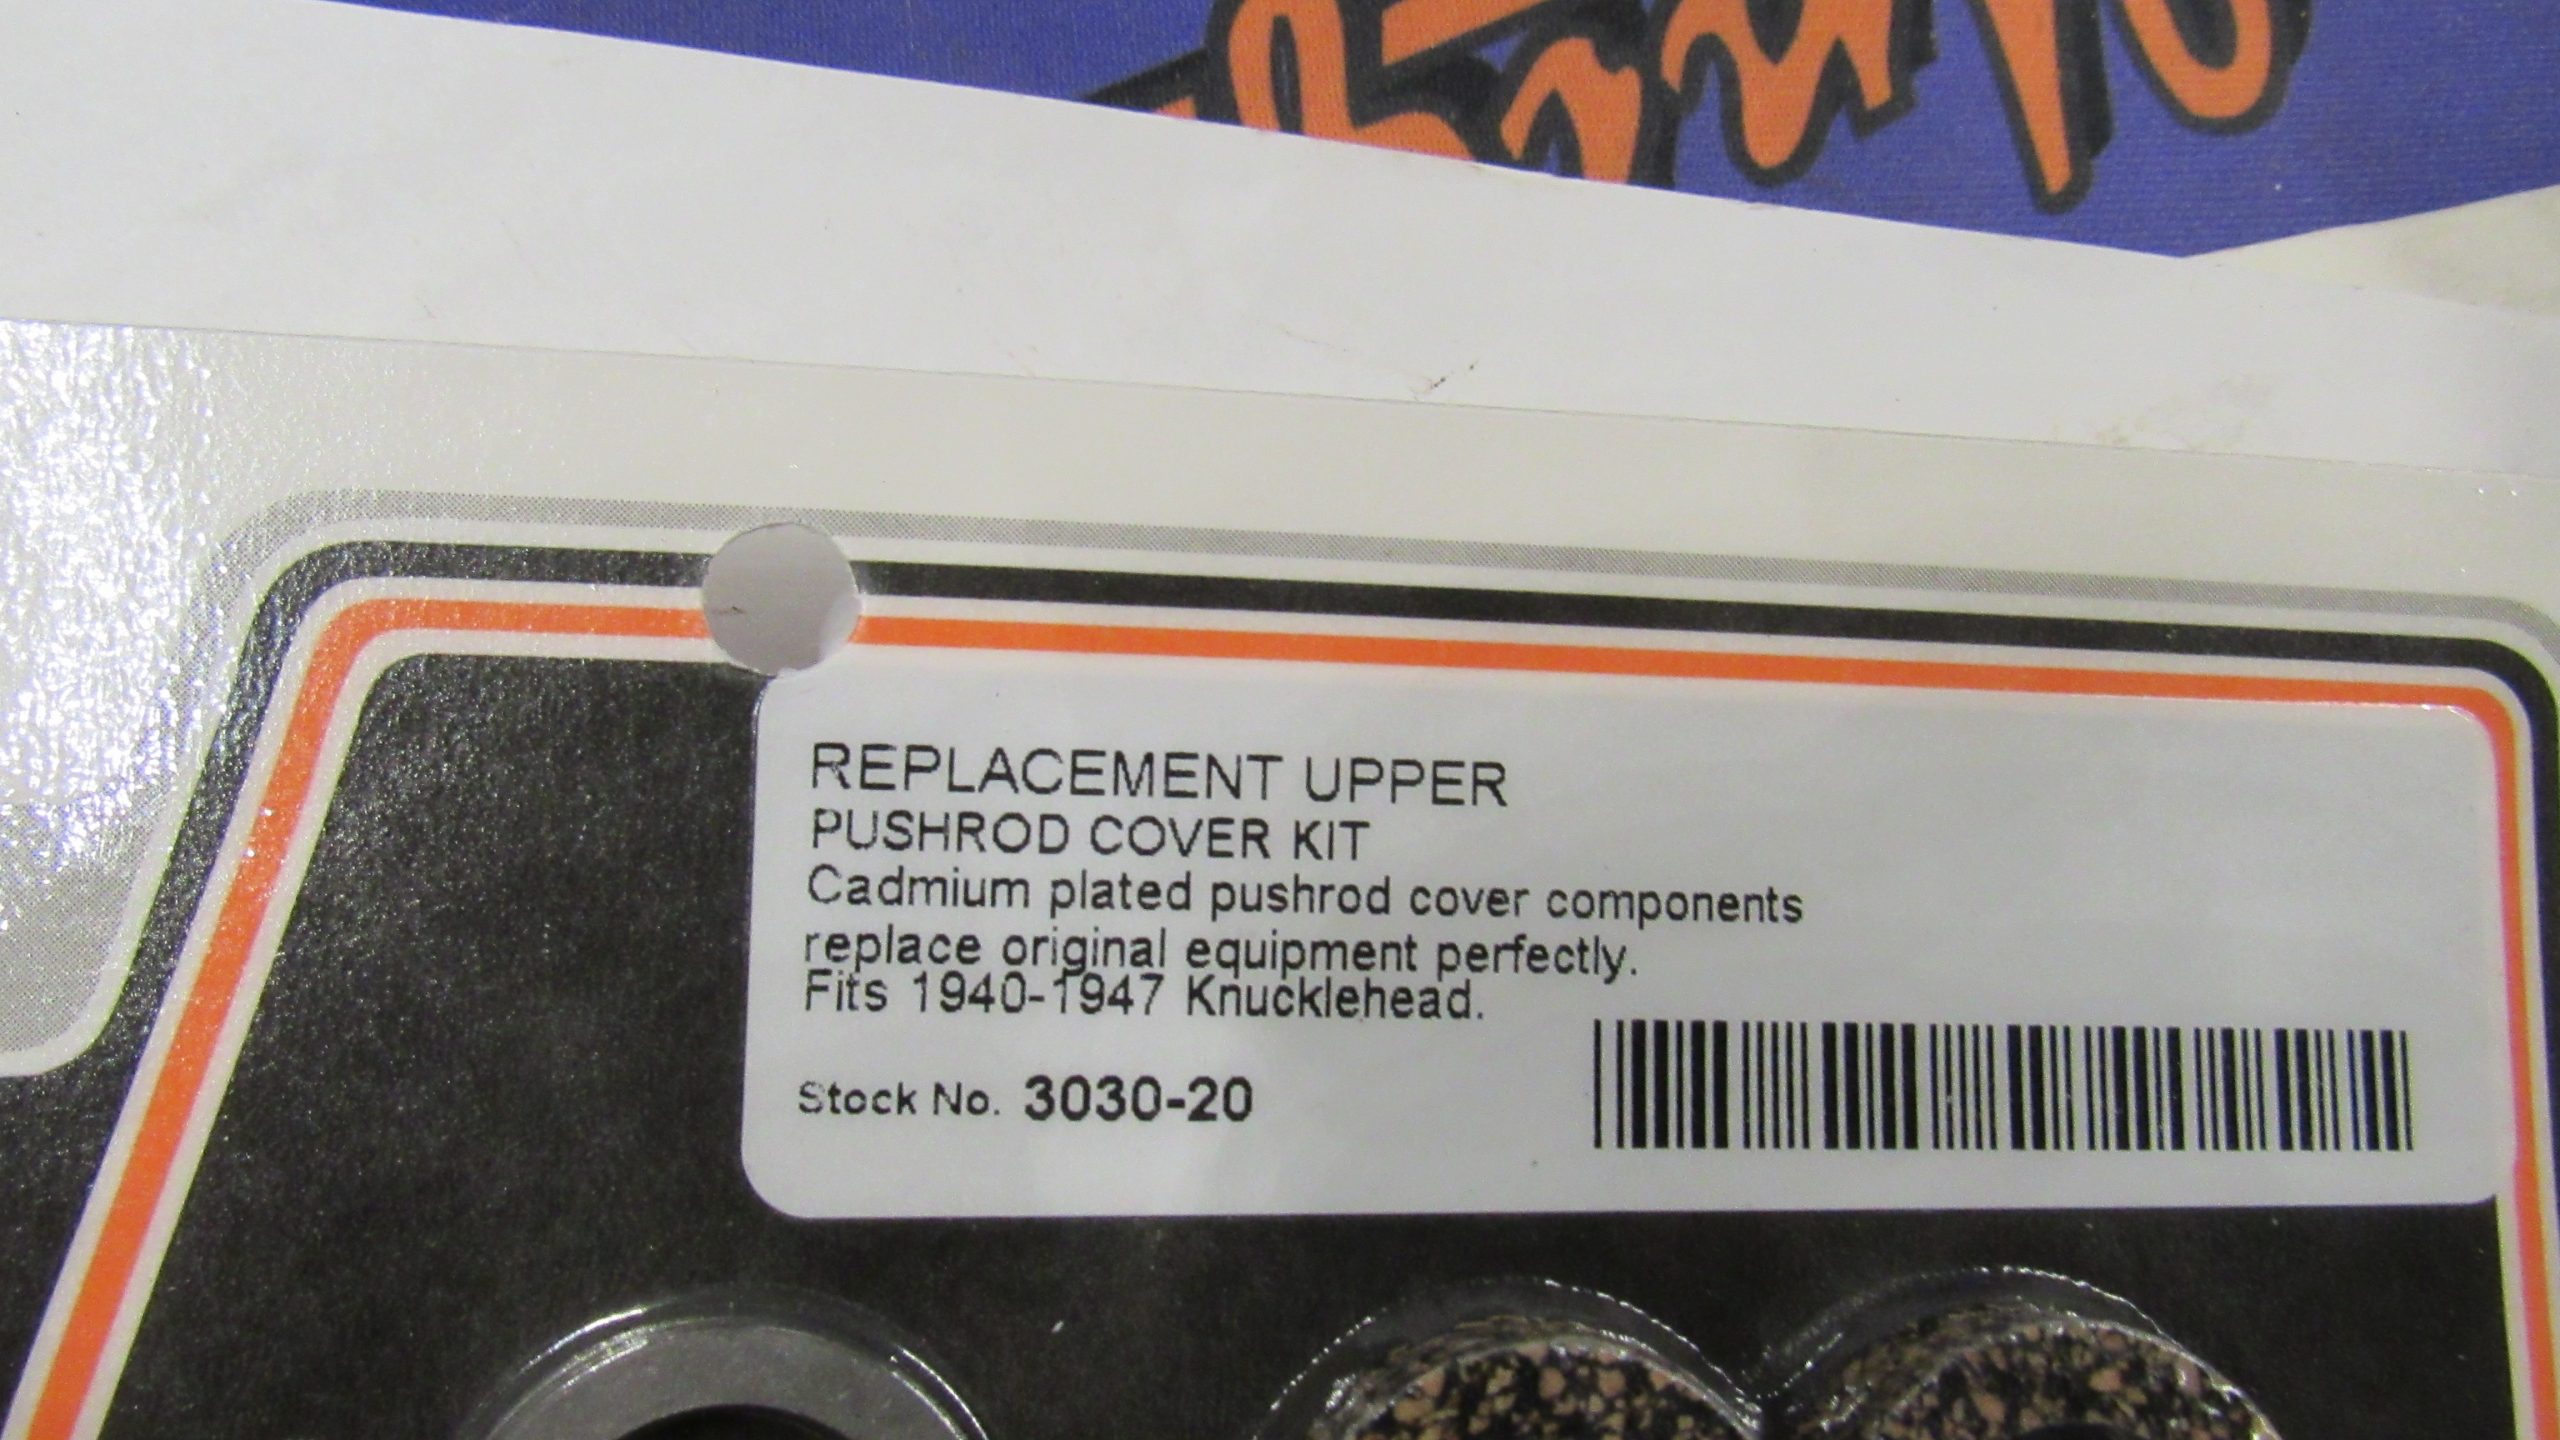 REPLACEMENT UPPER
PUSHROD COVER KIT
Cadmium plated pushrod cover components
replace original equipment perfectly.
Fits 1940-1947 Knucklehead.
Stock No. 3030-20